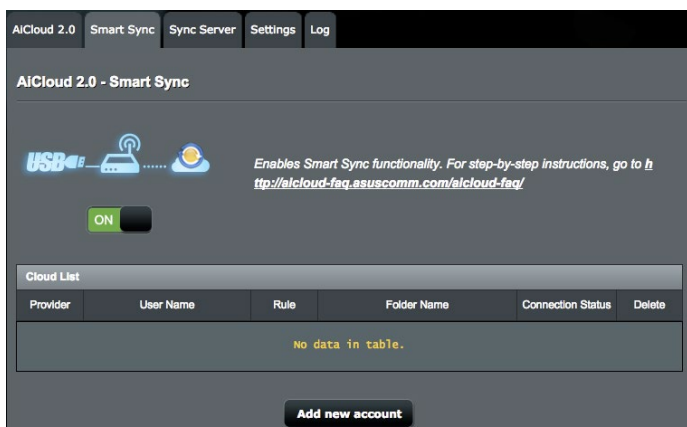 AiCloud 2.0 Smart Sync Sync Server Settings Log
AiCloud 2.0 - Smart Sync
USB
Enables Smart Sync functionality. For step-by-step instructions, go to h
ttp://aicloud-faq.asuscomm.com/aicloud-faq/
ON
Cloud List
Provider User Name Rule Folder Name Connection Status Delete
No data in table.
Add new account